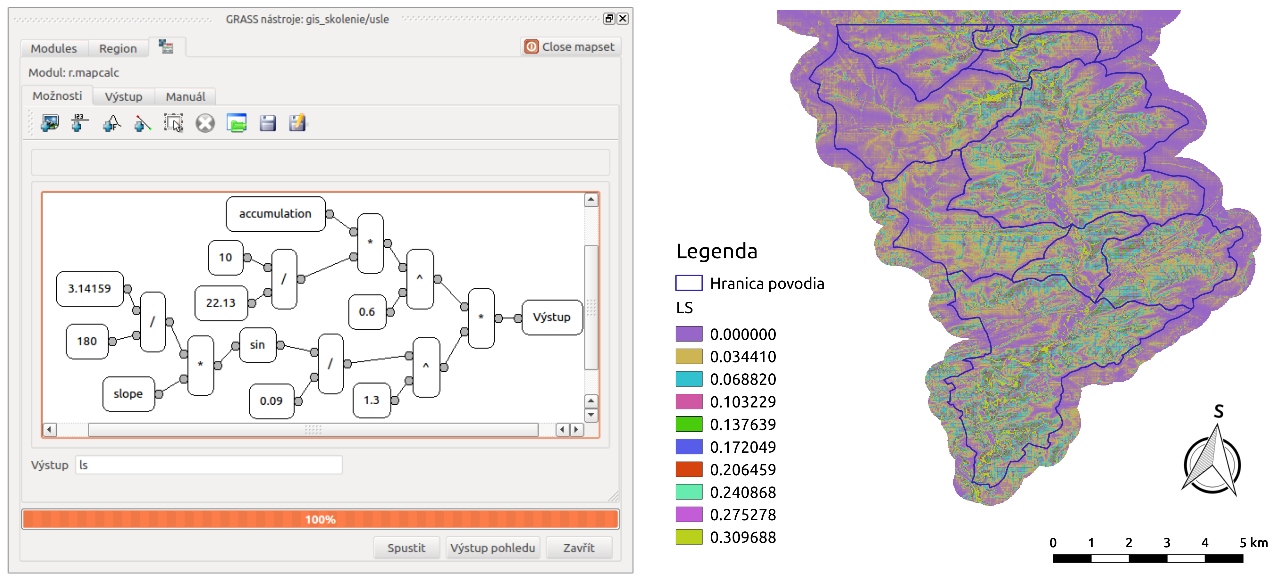 GRASS nástroje: gis_skolenie/usle
Modules
Region
Close mapset
Modul: r.mapcalc
Možnosti
Výstup
Manuál
accumulation
*
10
/
^
3.14159
22.13
0.6
/
*
Výstup
180
sin
*
/
^
slope
0.09
1.3
Výstup
ls
100%
Spustit
Výstup pohledu
Zavřít
Legenda
Hranica povodia
LS
0.000000
0.034410
0.068820
0.103229
0.137639
0.172049
0.206459
0.240868
0.275278
0.309688
S
0 1 2 3 4 5 km